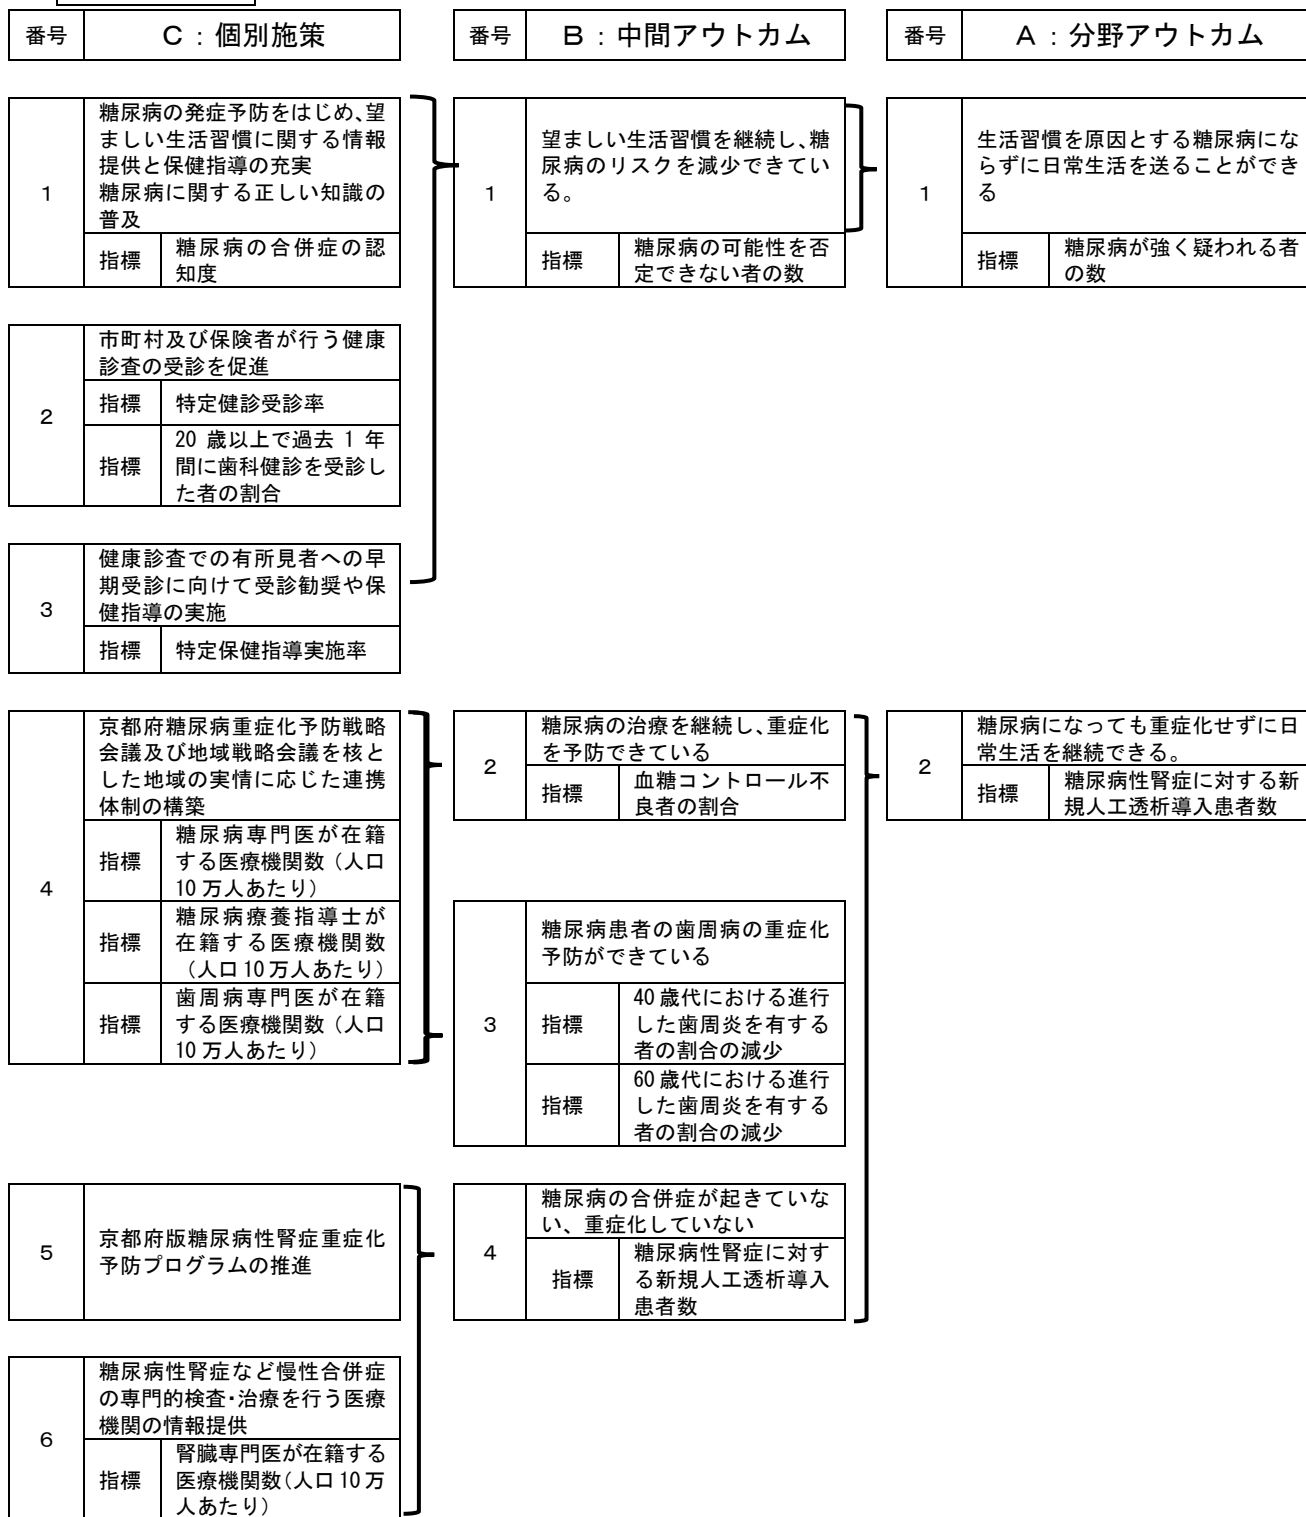 番号
C:個別施策
番号
B:中間アウトカム
番号
A:分野アウトカム
1
糖尿病の発症予防をはじめ、望
ましい生活習慣に関する情報
提供と保健指導の充実
糖尿病に関する正しい知識の
普及
指標
糖尿病の合併症の認
知度
1
望ましい生活習慣を継続し、糖
尿病のリスクを減少できてい
る。
指標
糖尿病の可能性を否
定できない者の数
1
生活習慣を原因とする糖尿病にな
らずに日常生活を送ることができ
る
指標
糖尿病が強く疑われる者
の数
2
市町村及び保険者が行う健康
診査の受診を促進
指標
特定健診受診率
指標
20 歳以上で過去 1 年
間に歯科健診を受診し
た者の割合
3
健康診査での有所見者への早
期受診に向けて受診勧奨や保
健指導の実施
指標
特定保健指導実施率
4
京都府糖尿病重症化予防戦略
会議及び地域戦略会議を核と
した地域の実情に応じた連携
体制の構築
指標
糖尿病専門医が在籍
する医療機関数(人口
10 万人あたり)
指標
糖尿病療養指導士が
在籍する医療機関数
(人口 10 万人あたり)
指標
歯周病専門医が在籍
する医療機関数(人口
10 万人あたり)
2
糖尿病の治療を継続し、重症化
を予防できている
指標
血糖コントロール不
良者の割合
2
糖尿病になっても重症化せずに日
常生活を継続できる。
指標
糖尿病性腎症に対する新
規人工透析導入患者数
3
糖尿病患者の歯周病の重症化
予防ができている
指標
40 歳代における進行
した歯周炎を有する
者の割合の減少
指標
60 歳代における進行
した歯周炎を有する
者の割合の減少
5
京都府版糖尿病性腎症重症化
予防プログラムの推進
4
糖尿病の合併症が起きていな
い、重症化していない
指標
糖尿病性腎症に対す
る新規人工透析導入
患者数
6
糖尿病性腎症など慢性合併症
の専門的検査・治療を行う医療
機関の情報提供
指標
腎臓専門医が在籍する
医療機関数(人口 10 万
人あたり)